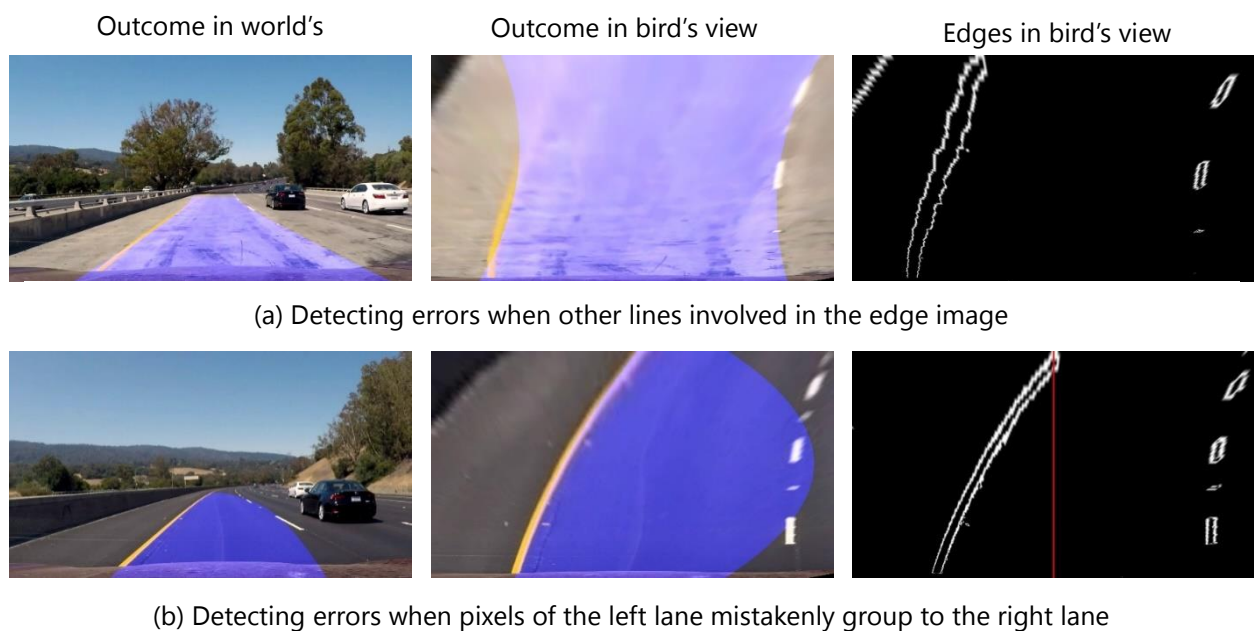 Outcome in world's
Outcome in bird's view
Edges in bird's view
(a) Detecting errors when other lines involved in the edge image
(b) Detecting errors when pixels of the left lane mistakenly group to the right lane